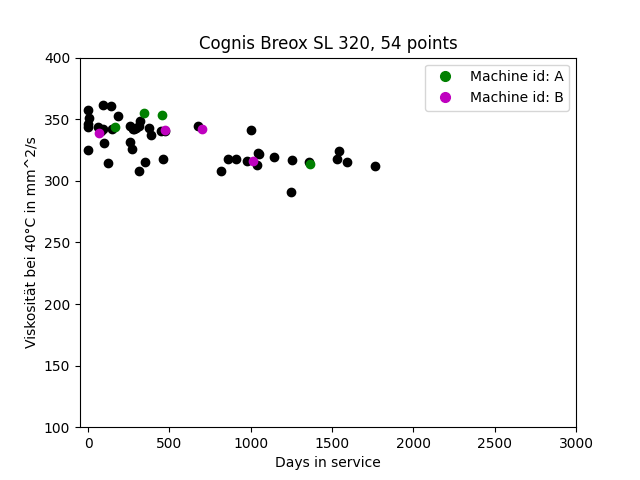 Cognis Breox SL 320, 54 points
Machine id: A
Machine id: B
Viskosität bei 40°C in mm^2/s
400
350
300
250
200
150
100
0
500
1000
1500
2000
2500
3000
Days in service